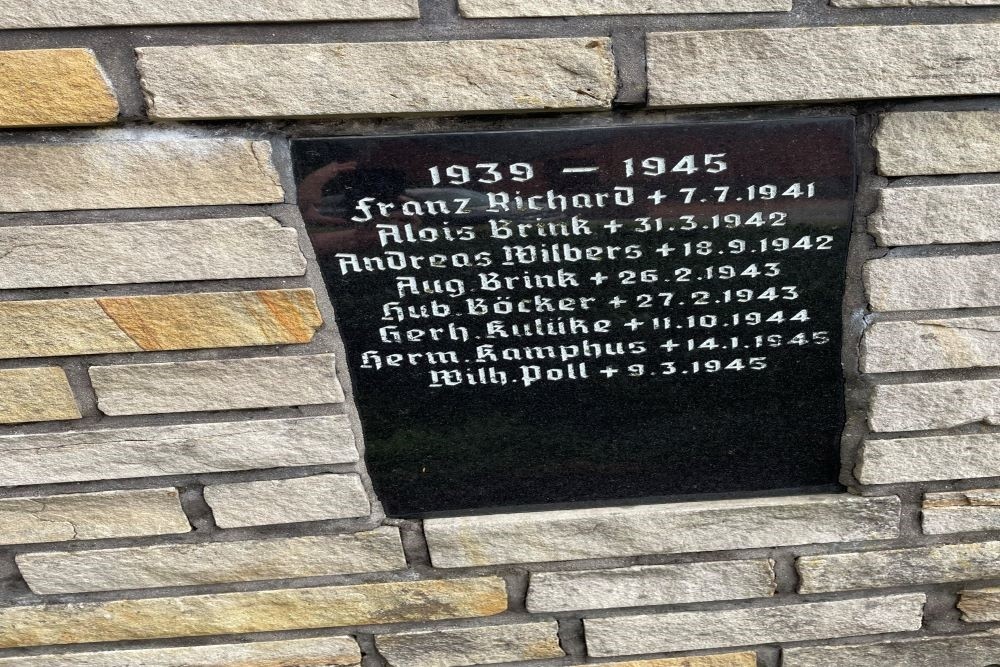 1939 — 1945
Franz Richard + 7.7.1941
Alois Brink + 31.3.1942
Andreas Wilbers + 18.9.1942
Aug. Brink + 26.2.1943
Hub. Böcker + 27.2.1943
Gerh. Kulüke + 11.10.1944
Herm. Kamphus + 14.1.1945
Wilh. Poll + 9.3.1945